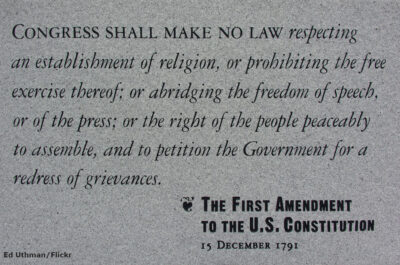 CONGRESS SHALL MAKE NO LAW respecting
an establishment of religion, or prohibiting the free
exercise thereof; or abridging the freedom of speech,
or of the press; or the right of the people peaceably
to assemble, and to petition the Government for a
redress of grievances.
THE FIRST AMENDMENT
TO THE U.S. CONSTITUTION
15 DECEMBER 1791
Ed Uthman/Flickr